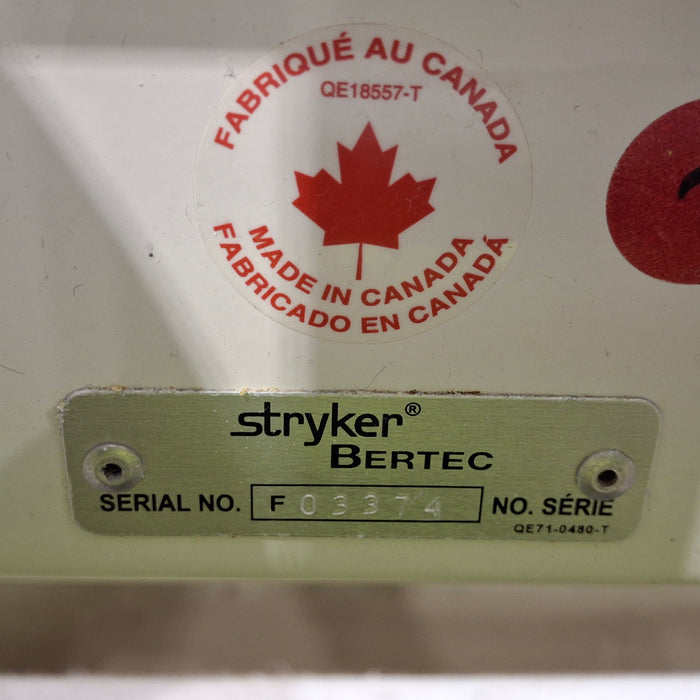 FABRIQUÉ AU CANADA
QE18557-T
MADE IN CANADA
FABRICADO EN CANADÁ
stryker®
BERTEC
SERIAL NO. F 03374 NO. SÉRIE
QE71-0480-T